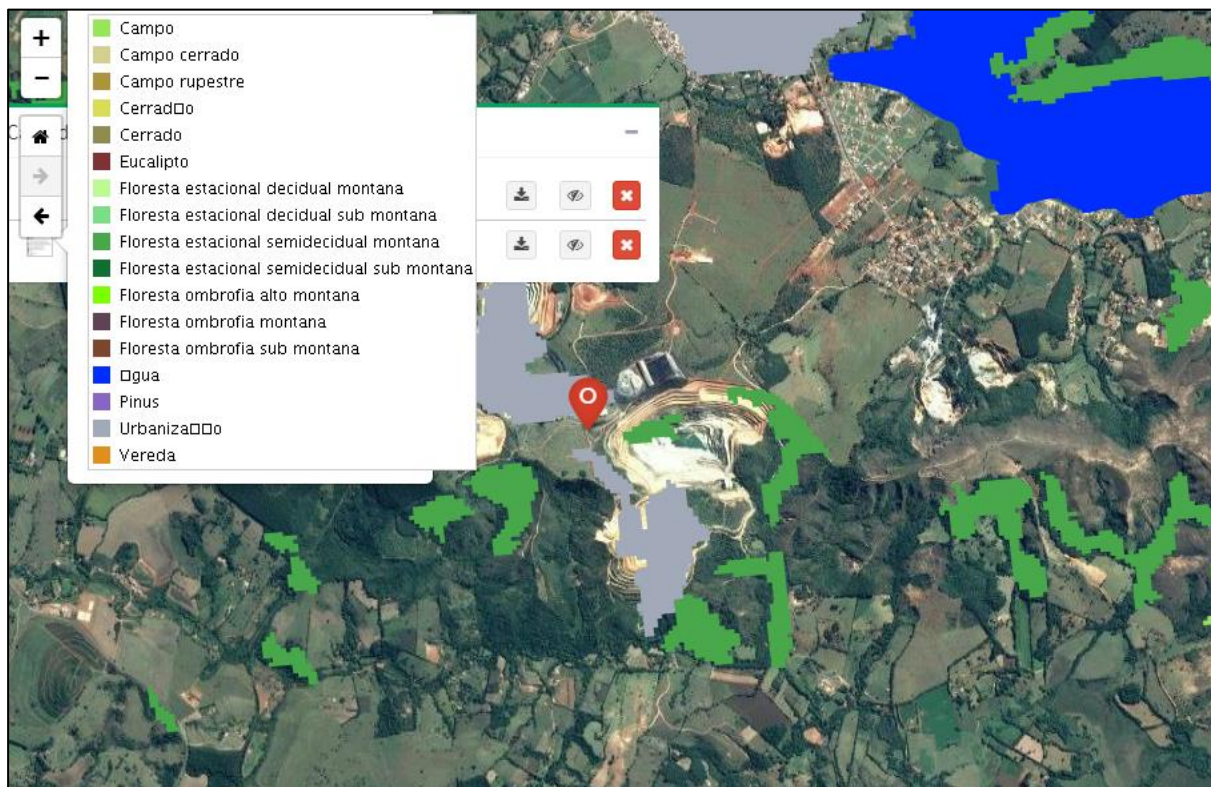 +
−
Campo
Campo cerrado
Campo rupestre
Cerrad□o
Cerrado
Eucalipto
Floresta estacional decidual montana
Floresta estacional decidual sub montana
Floresta estacional semidecidual montana
Floresta estacional semidecidual sub montana
Floresta ombrofia alto montana
Floresta ombrofia montana
Floresta ombrofia sub montana
□gua
Pinus
Urbaniza□□o
Vereda
O